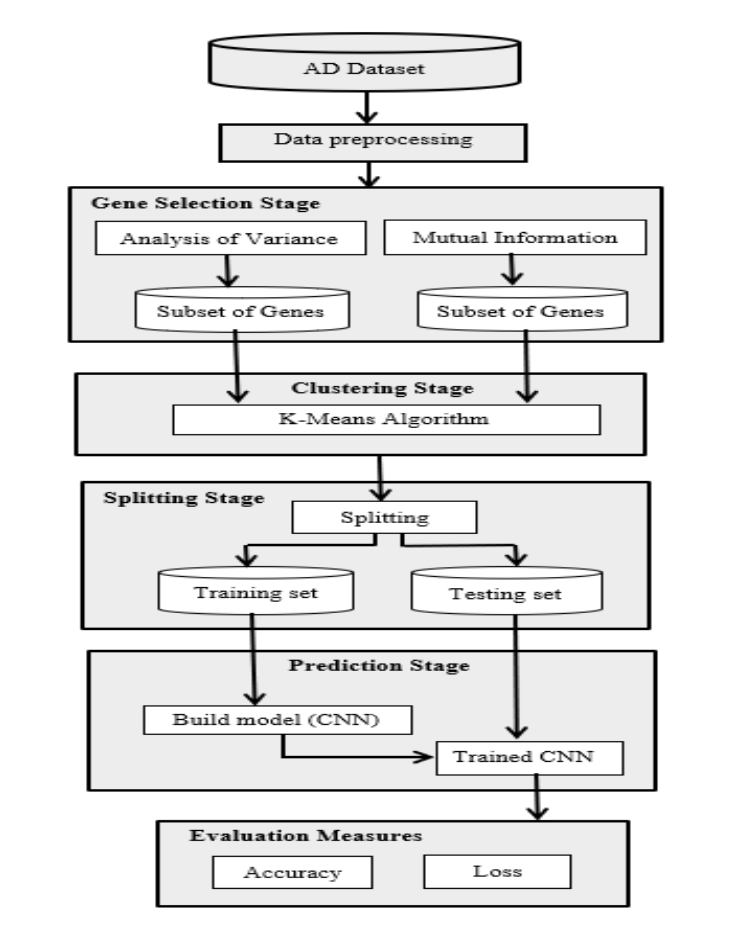 AD Dataset
Data preprocessing
Gene Selection Stage
Analysis of Variance
Mutual Information
Subset of Genes
Subset of Genes
Clustering Stage
K-Means Algorithm
Splitting Stage
Splitting
Training set
Testing set
Prediction Stage
Build model (CNN)
Trained CNN
Evaluation Measures
Accuracy
Loss